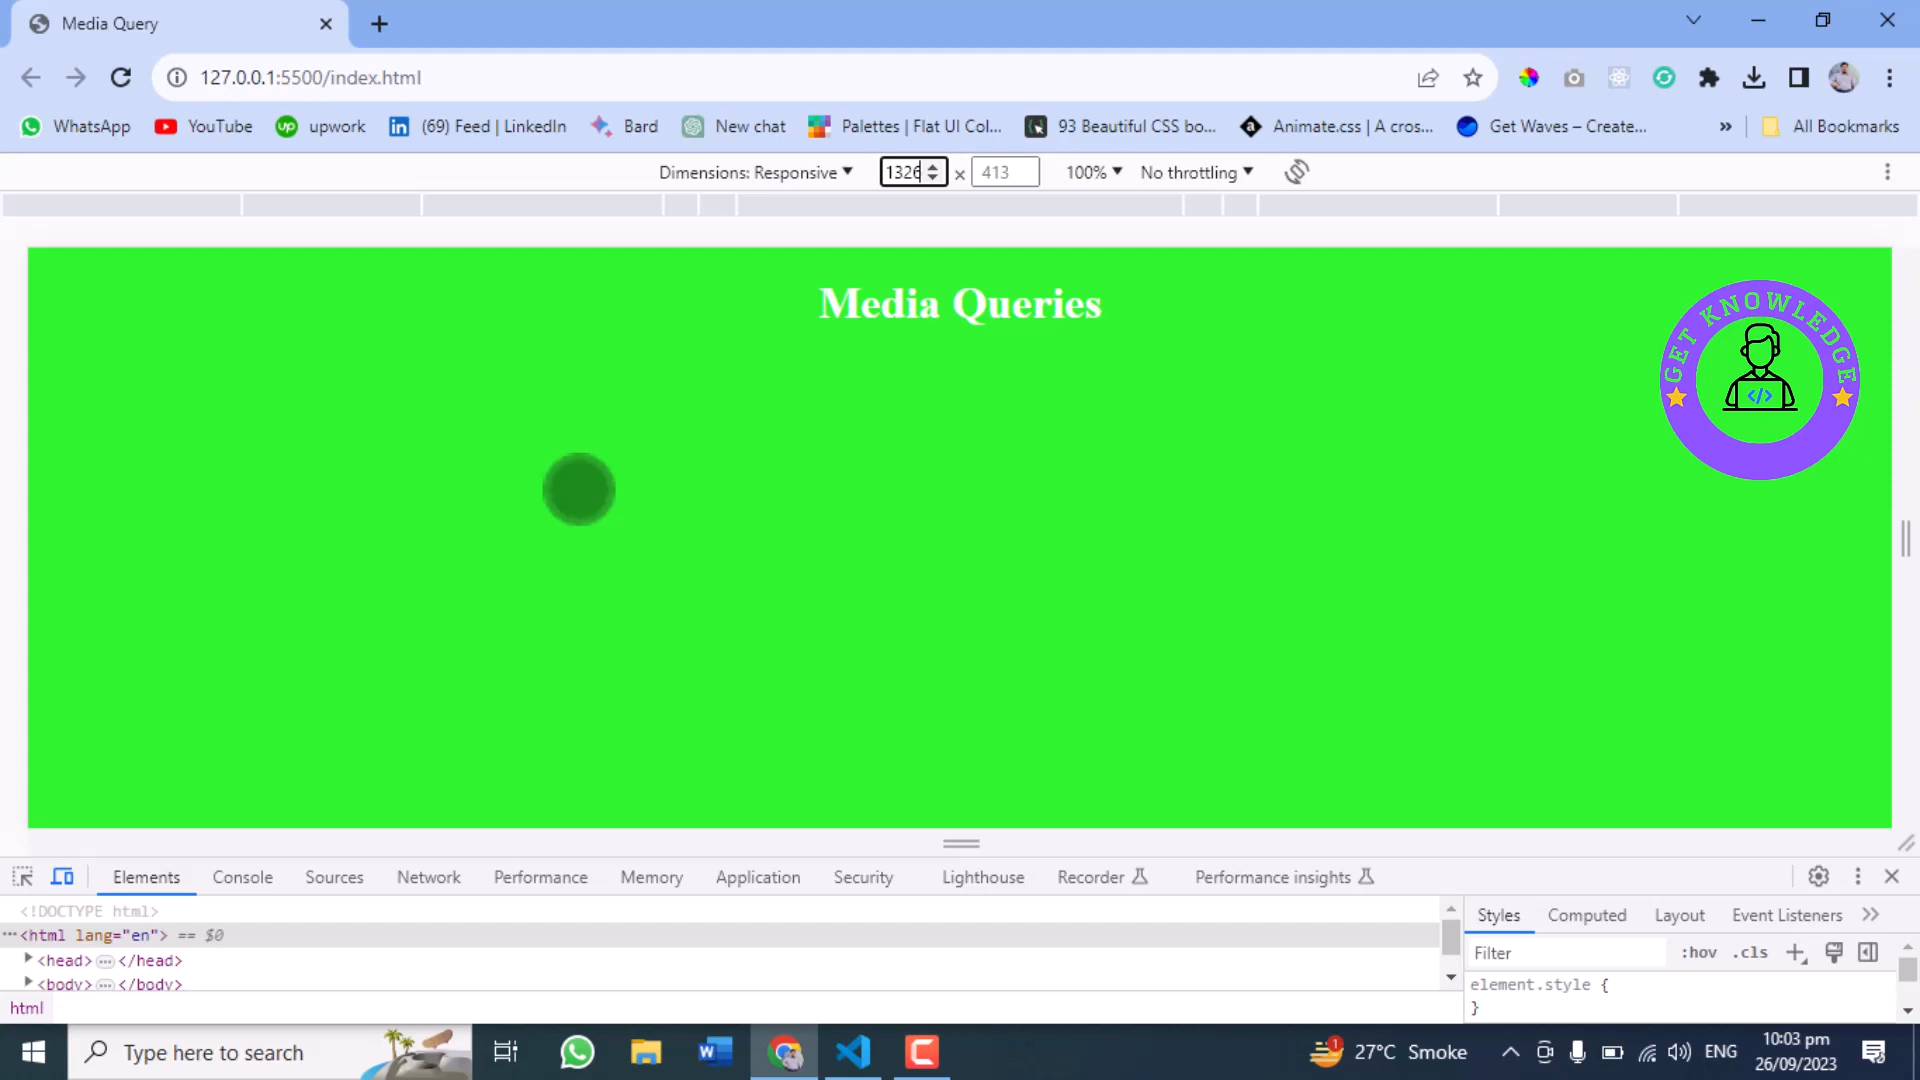 Media Query
127.0.0.1:5500/index.html
WhatsApp YouTube upwork (69) Feed | LinkedIn Bard New chat Palettes | Flat UI Col... 93 Beautiful CSS bo... Animate.css | A cros... Get Waves – Create... » All Bookmarks
Dimensions: Responsive 1326 × 413 100% No throttling
Media Queries
GET KNOWLEDGE
</>
Elements Console Sources Network Performance Memory Application Security Lighthouse Recorder Performance insights
<!DOCTYPE html>
···<html lang="en"> == $0
<head> ··· </head>
<body> ··· </body>
html
Styles Computed Layout Event Listeners »
Filter :hov .cls
element.style {
}
Type here to search
1 27°C Smoke ENG
10:03 pm
26/09/2023